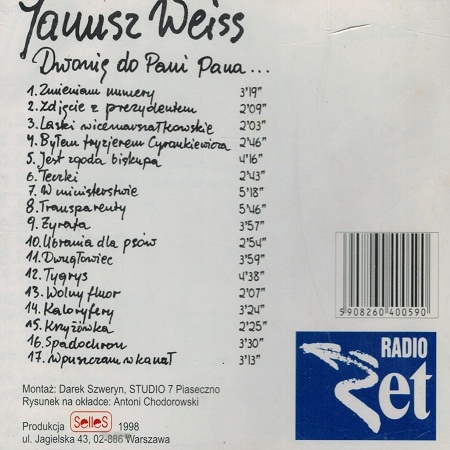 Janusz Weiss
Dzwonię do Pani Pana...
1. Zmieniam numery 3'19"
2. Zdjęcie z prezydentem 2'09"
3. Laski wicemarszałkowskie 2'03"
4. Byłem fryzjerem Cyrankiewicza 2'46"
5. Jest zgoda biskupa 4'16"
6. Teczki 2'43"
7. W ministerstwie 5'18"
8. Transparenty 5'46"
9. Żyrafa 3'57"
10. Ubrania dla psów 2'54"
11. Dwugłowiec 3'59"
12. Tygrys 4'38"
13. Wolny fluor 2'07"
14. Kaloryfery 3'24"
15. Krzyżówka 2'25"
16. Spadochron 3'30"
17. Wpuszczam w kanał 3'13"
5908260400590
RADIO
Zet
Montaż: Darek Szweryn, STUDIO 7 Piaseczno
Rysunek na okładce: Antoni Chodorowski
Produkcja SelleS 1998
ul. Jagielska 43, 02-886 Warszawa